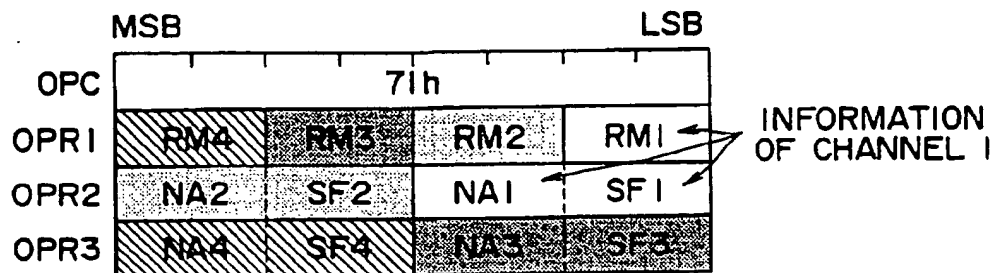 MSB LSB
OPC 71h
OPR1 RM4 RM3 RM2 RM1
INFORMATION
OF CHANNEL 1
OPR2 NA2 SF2 NA1 SF1
OPR3 NA4 SF4 NA3 SF3